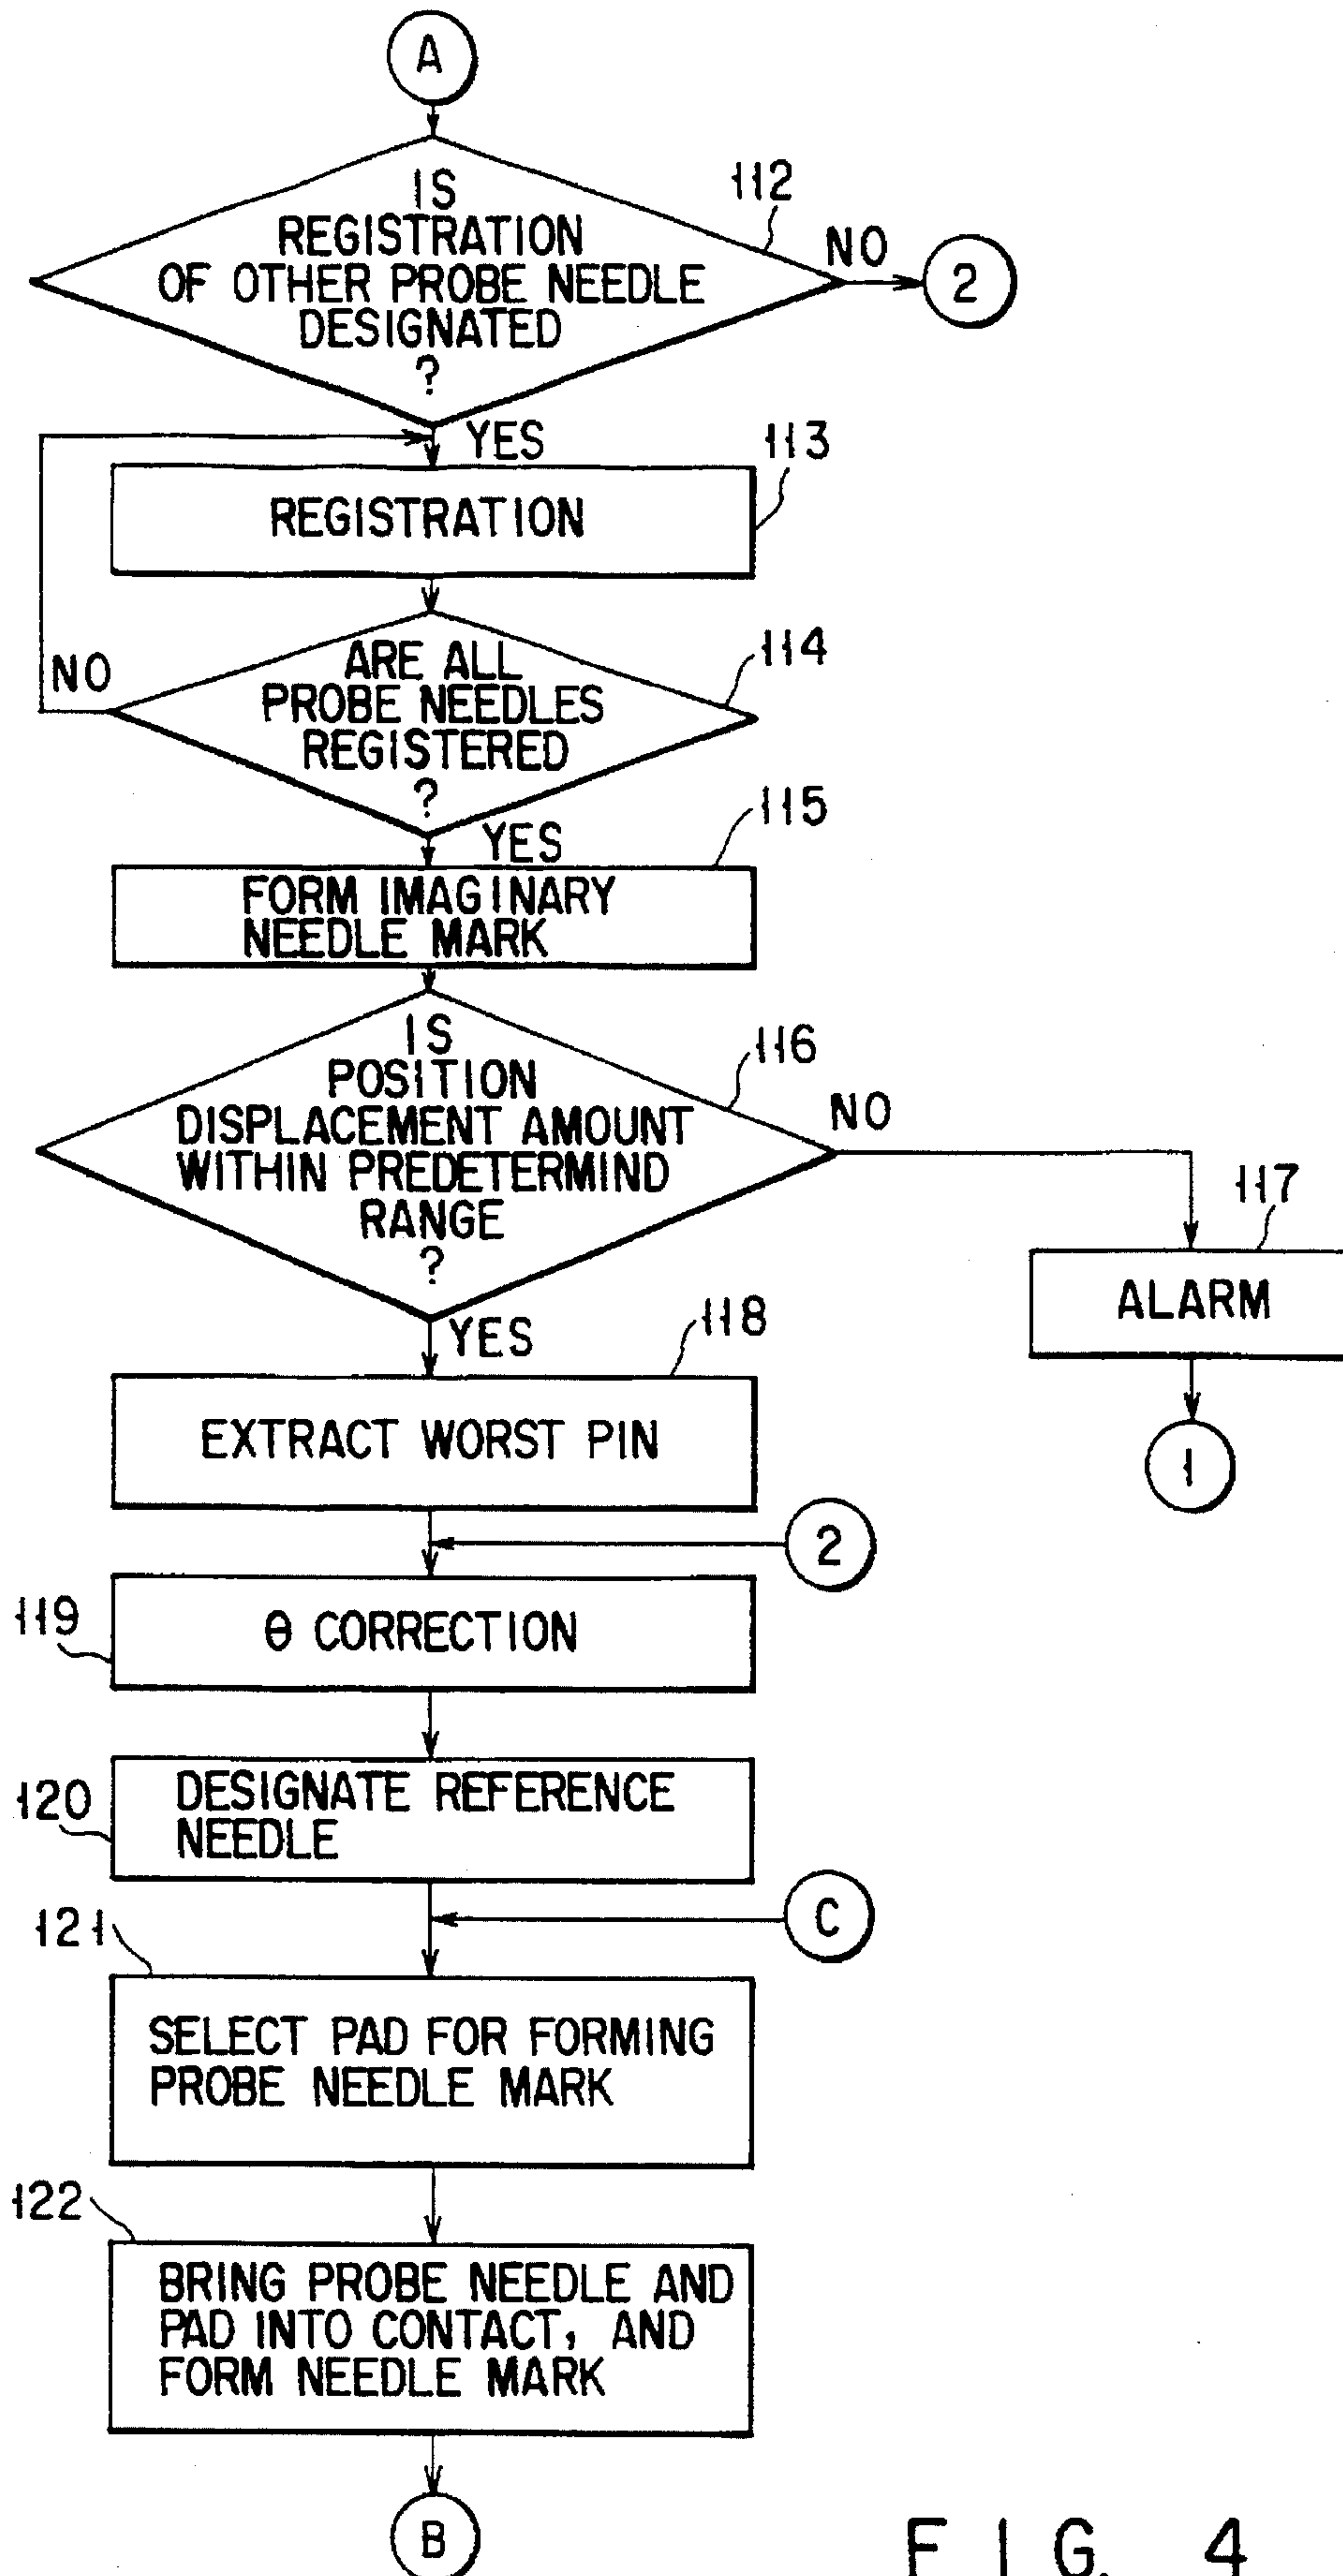 A
IS
REGISTRATION
OF OTHER PROBE NEEDLE
DESIGNATED
?
112
NO
2
YES
113
REGISTRATION
ARE ALL
PROBE NEEDLES
REGISTERED
?
114
NO
YES
115
FORM IMAGINARY
NEEDLE MARK
IS
POSITION
DISPLACEMENT AMOUNT
WITHIN PREDETERMIND
RANGE
?
116
NO
117
ALARM
1
YES
118
EXTRACT WORST PIN
2
119
θ CORRECTION
120
DESIGNATE REFERENCE
NEEDLE
C
121
SELECT PAD FOR FORMING
PROBE NEEDLE MARK
122
BRING PROBE NEEDLE AND
PAD INTO CONTACT, AND
FORM NEEDLE MARK
B
FIG. 4